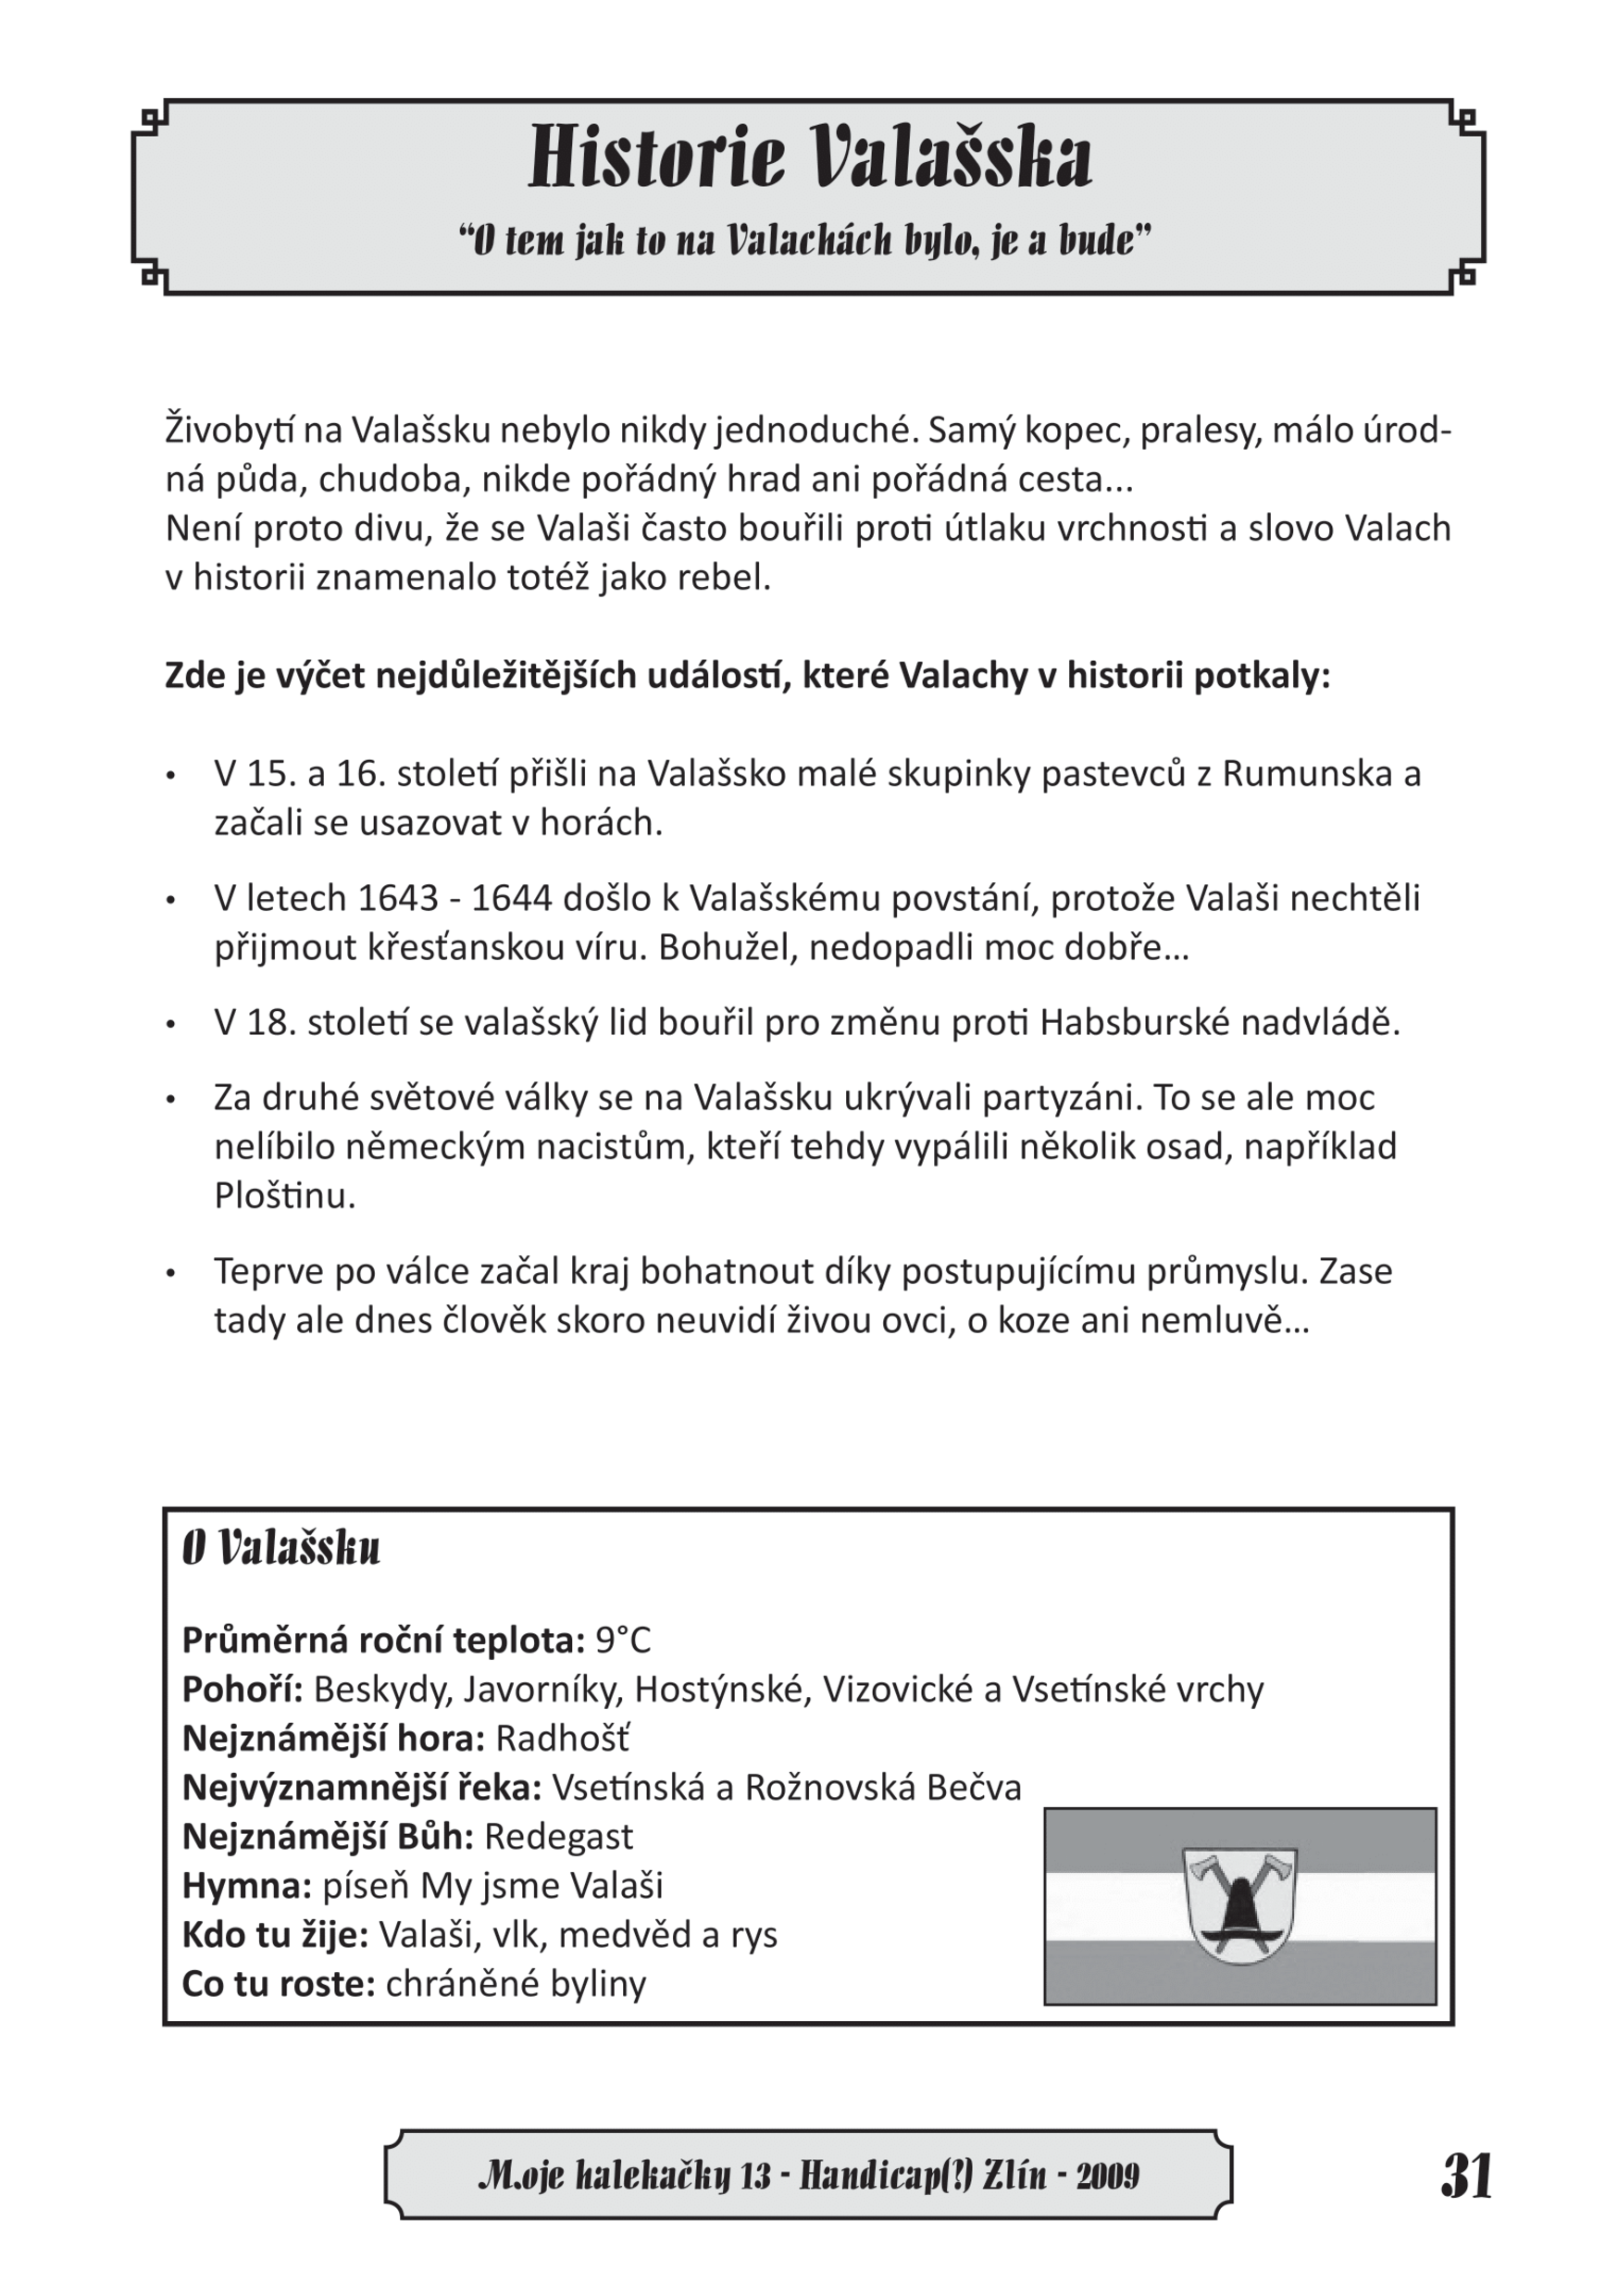 Historie Valašska
“O tem jak to na Valachách bylo, je a bude”
Živobytí na Valašsku nebylo nikdy jednoduché. Samý kopec, pralesy, málo úrod-
ná půda, chudoba, nikde pořádný hrad ani pořádná cesta...
Není proto divu, že se Valaši často bouřili proti útlaku vrchnosti a slovo Valach
v historii znamenalo totéž jako rebel.
Zde je výčet nejdůležitějších událostí, které Valachy v historii potkaly:
• V 15. a 16. století přišli na Valašsko malé skupinky pastevců z Rumunska a
začali se usazovat v horách.
• V letech 1643 - 1644 došlo k Valašskému povstání, protože Valaši nechtěli
přijmout křesťanskou víru. Bohužel, nedopadli moc dobře…
• V 18. století se valašský lid bouřil pro změnu proti Habsburské nadvládě.
• Za druhé světové války se na Valašsku ukrývali partyzáni. To se ale moc
nelíbilo německým nacistům, kteří tehdy vypálili několik osad, například
Ploštinu.
• Teprve po válce začal kraj bohatnout díky postupujícímu průmyslu. Zase
tady ale dnes člověk skoro neuvidí živou ovci, o koze ani nemluvě…
O Valašsku
Průměrná roční teplota: 9°C
Pohoří: Beskydy, Javorníky, Hostýnské, Vizovické a Vsetínské vrchy
Nejznámější hora: Radhošť
Nejvýznamnější řeka: Vsetínská a Rožnovská Bečva
Nejznámější Bůh: Redegast
Hymna: píseň My jsme Valaši
Kdo tu žije: Valaši, vlk, medvěd a rys
Co tu roste: chráněné byliny
M.oje halekačky 13 - Handicap(?) Zlín - 2009
31